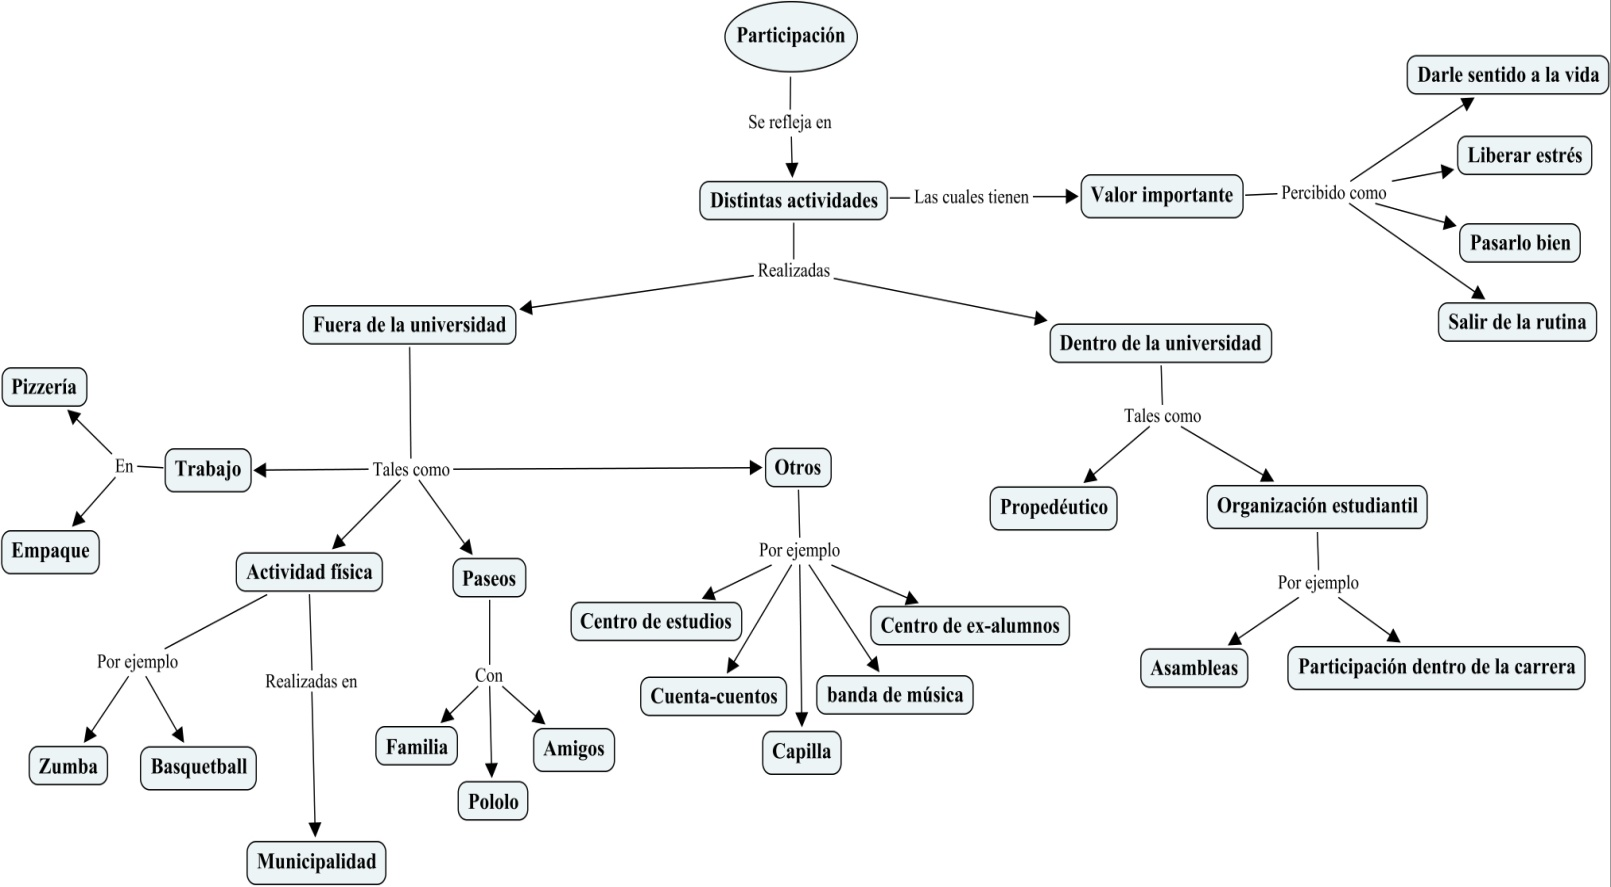 Participación
Se refleja en
Distintas actividades
Las cuales tienen
Valor importante
Percibido como
Darle sentido a la vida
Liberar estrés
Pasarlo bien
Salir de la rutina
Realizadas
Fuera de la universidad
Dentro de la universidad
Tales como
Trabajo
En
Pizzería
Empaque
Actividad física
Por ejemplo
Zumba
Basquetball
Realizadas en
Municipalidad
Paseos
Con
Familia
Pololo
Amigos
Otros
Por ejemplo
Centro de estudios
Cuenta-cuentos
Capilla
banda de música
Centro de ex-alumnos
Tales como
Propedéutico
Organización estudiantil
Por ejemplo
Asambleas
Participación dentro de la carrera